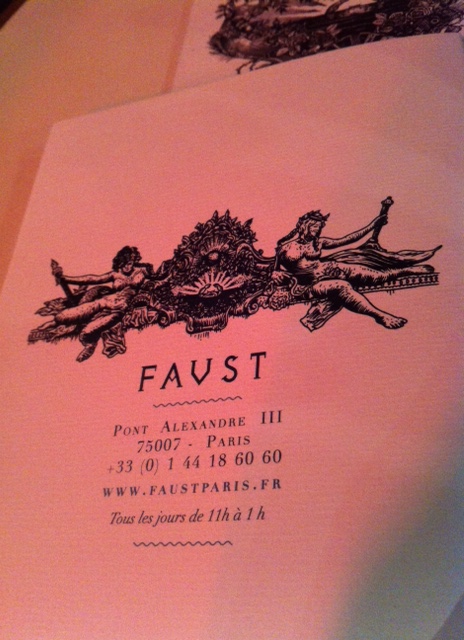 FAUST
PONT ALEXANDRE III
75007 - PARIS
+33 (0) 1 44 18 60 60
WWW.FAUSTPARIS.FR
Tous les jours de 11h à 1 h